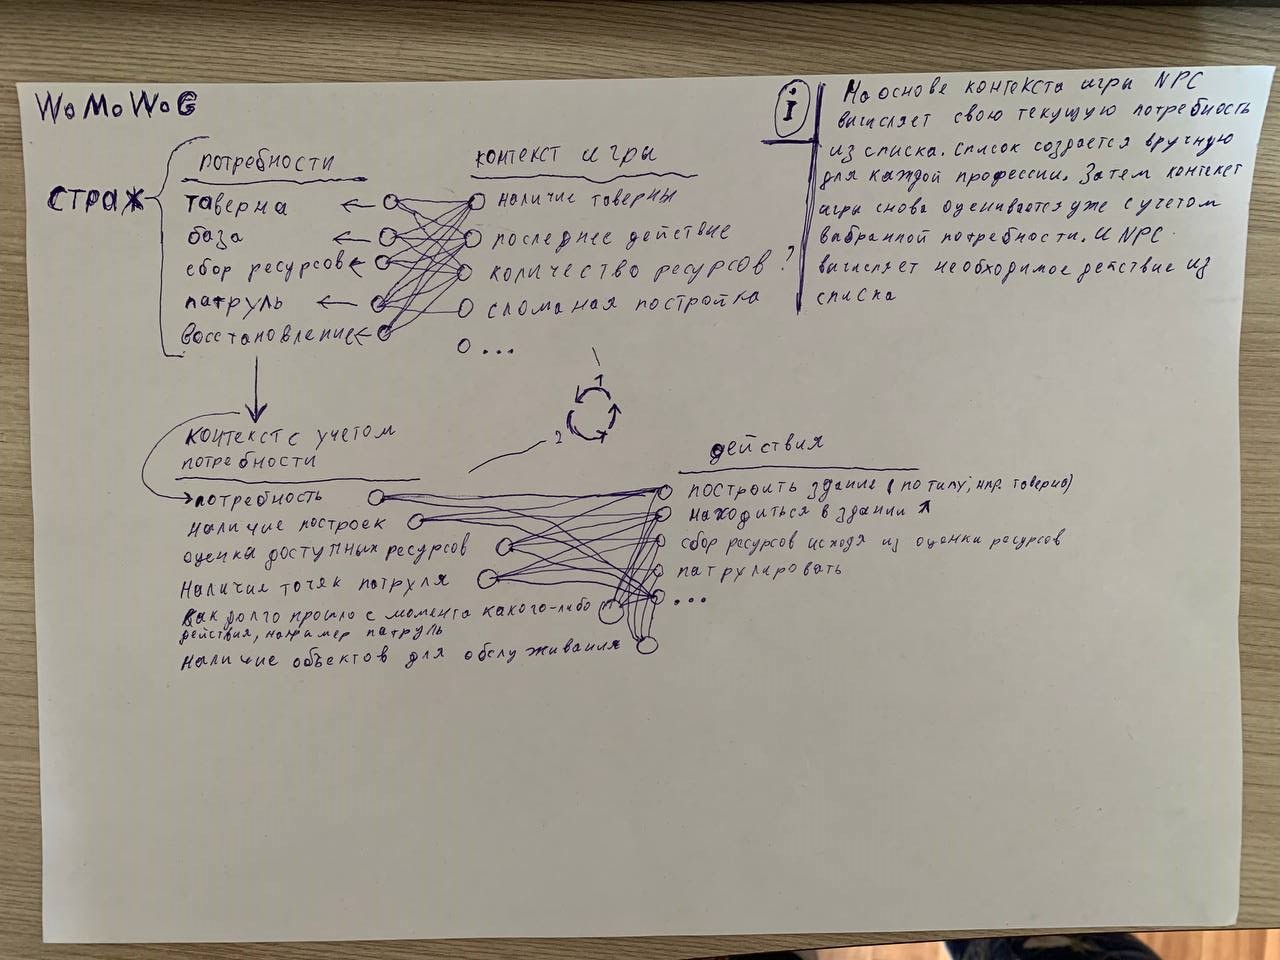 WoMoWoG
страж
потребности
таверна
база
сбор ресурсов
патруль
восстановление
контекст игры
наличие таверны
последнее действие
количество ресурсов ?
сломаная постройка
...
i
На основе контекста игры NPC
вычисляет свою текущую потребность
из списка. Список создается вручную
для каждой профессии. Затем контекст
игры снова оценивается уже с учетом
выбранной потребности. И NPC
вычисляет необходимое действие из
списка
1
2
контекст с учетом
потребности
потребность
наличие построек
оценка доступных ресурсов
наличие точек патруля
как долго прошло с момента какого-либо
действия, например патруль
наличие объектов для обслуживания
действия
построить здание (по типу, нпр. таверна)
находиться в здании
сбор ресурсов исходя из оценки ресурсов
патрулировать
...